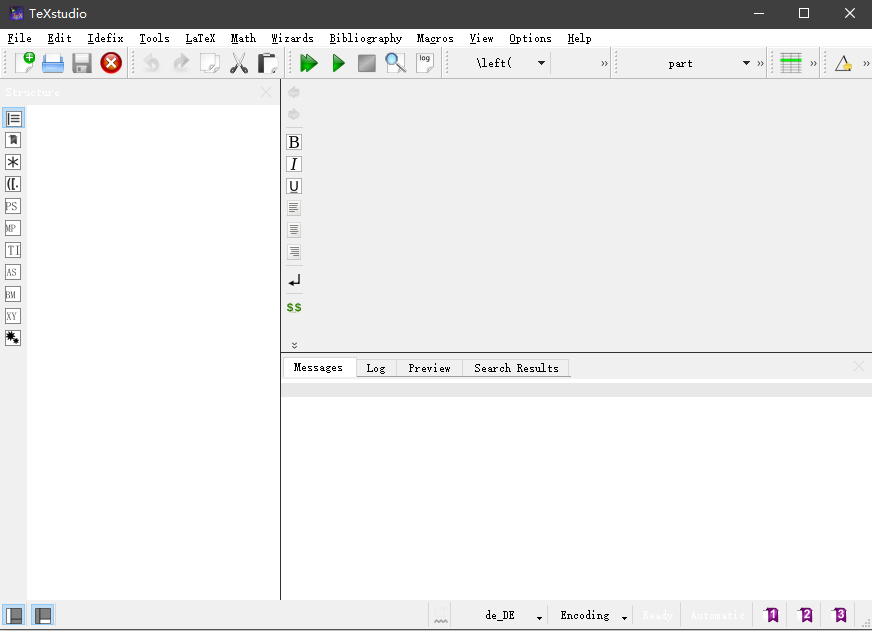 TeXstudio
File Edit Idefix Tools LaTeX Math Wizards Bibliography Macros View Options Help
log \left( part
Structure
B
I
U
([.
PS
MP
TI
AS
BM
XY
$$
Messages Log Preview Search Results
de_DE Encoding Ready Automatic 1 2 3